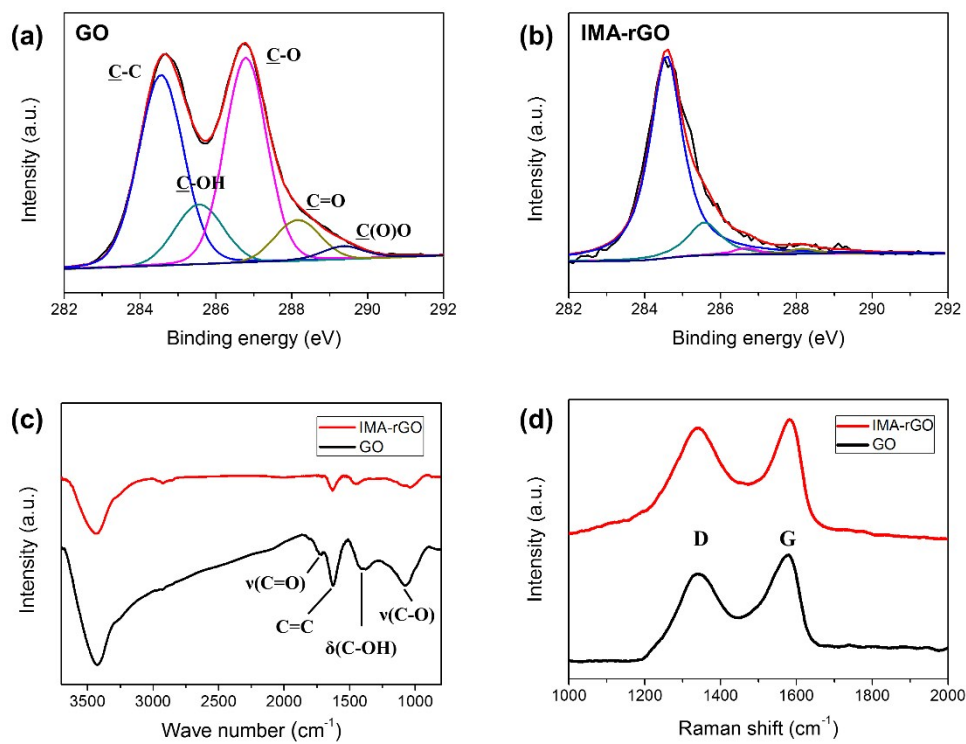 (a)
GO
C-C
C-O
C-OH
C=O
C(O)O
Intensity (a.u.)
282 284 286 288 290 292
Binding energy (eV)
(b)
IMA-rGO
Intensity (a.u.)
282 284 286 288 290 292
Binding energy (eV)
(c)
IMA-rGO
GO
ν(C=O)
C=C
δ(C-OH)
ν(C-O)
Intensity (a.u.)
3500 3000 2500 2000 1500 1000
Wave number (cm⁻¹)
(d)
IMA-rGO
GO
D G
Intensity (a.u.)
1000 1200 1400 1600 1800 2000
Raman shift (cm⁻¹)